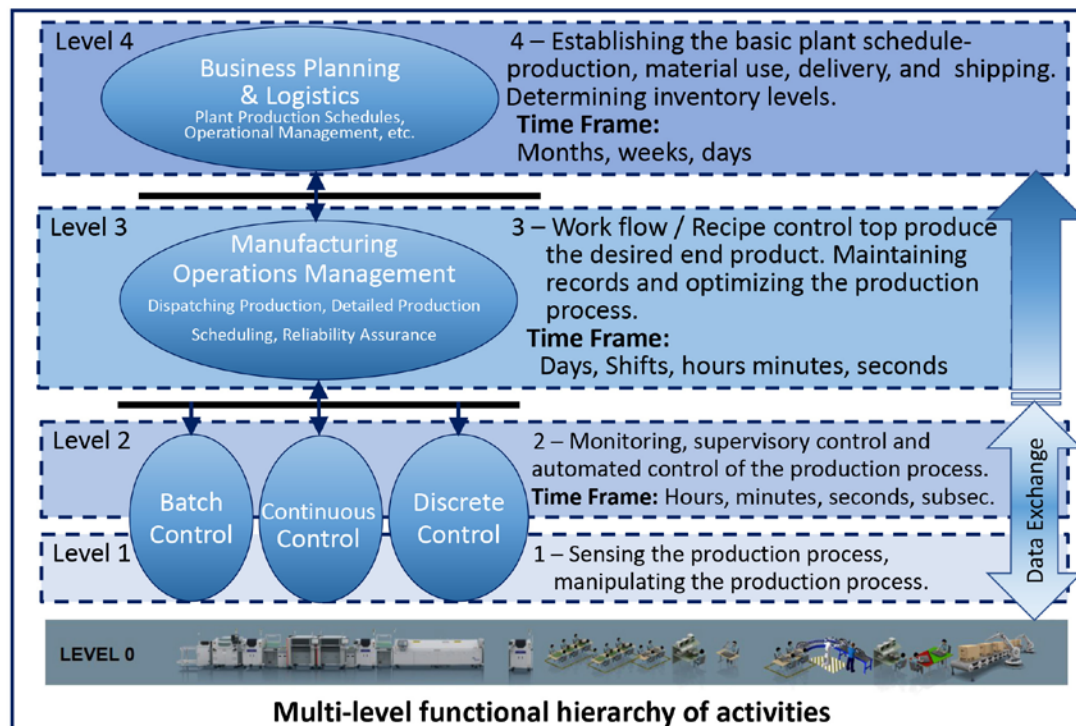 Level 4
Business Planning
& Logistics
Plant Production Schedules,
Operational Management, etc.
4 – Establishing the basic plant schedule-
production, material use, delivery, and shipping.
Determining inventory levels.
Time Frame:
Months, weeks, days
Level 3
Manufacturing
Operations Management
Dispatching Production, Detailed Production
Scheduling, Reliability Assurance
3 – Work flow / Recipe control top produce
the desired end product. Maintaining
records and optimizing the production
process.
Time Frame:
Days, Shifts, hours minutes, seconds
Level 2
Batch
Control
Continuous
Control
Discrete
Control
2 – Monitoring, supervisory control and
automated control of the production process.
Time Frame: Hours, minutes, seconds, subsec.
Level 1
1 – Sensing the production process,
manipulating the production process.
Data Exchange
LEVEL 0
Multi-level functional hierarchy of activities